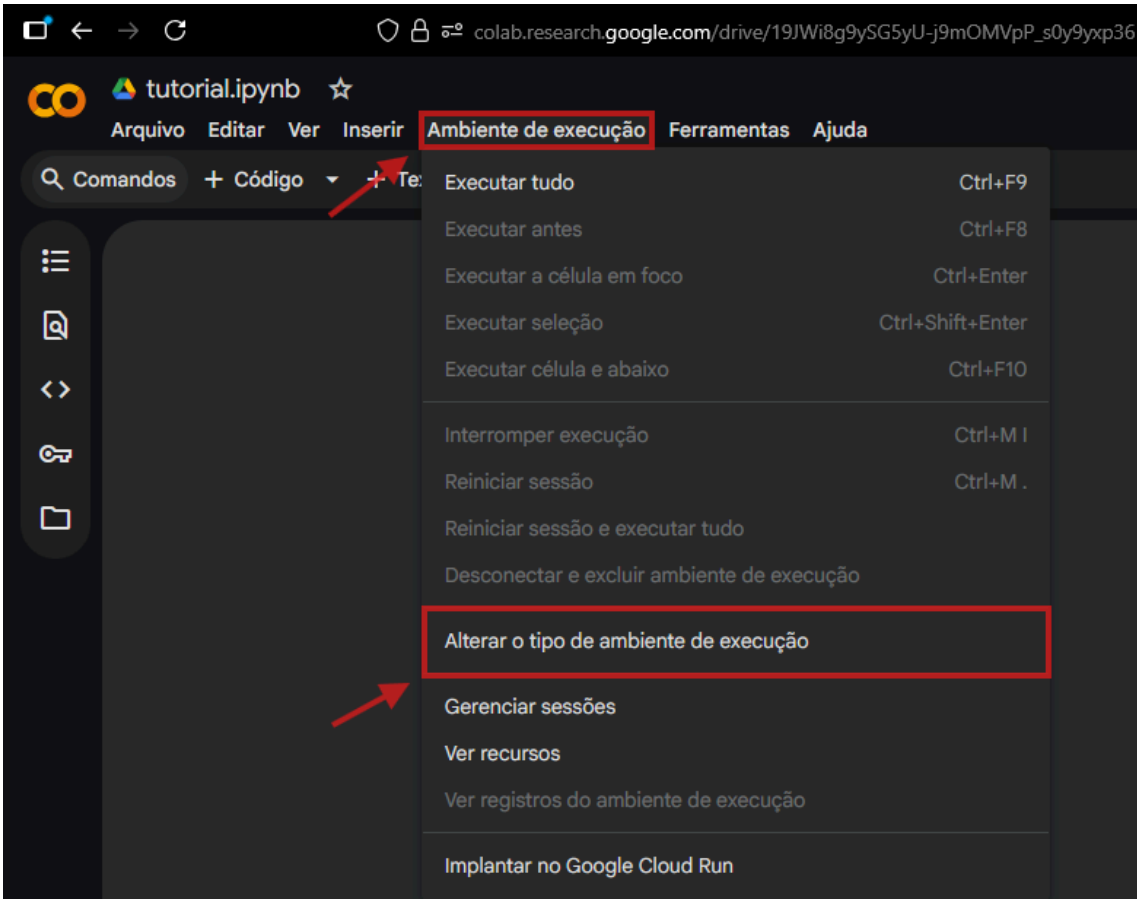 colab.research.google.com/drive/19JWi8g9ySG5yU-j9mOMVpP_s0y9yxp36
tutorial.ipynb
Arquivo Editar Ver Inserir Ambiente de execução Ferramentas Ajuda
Comandos + Código + Te
Executar tudo Ctrl+F9
Executar antes Ctrl+F8
Executar a célula em foco Ctrl+Enter
Executar seleção Ctrl+Shift+Enter
Executar célula e abaixo Ctrl+F10
Interromper execução Ctrl+M I
Reiniciar sessão Ctrl+M .
Reiniciar sessão e executar tudo
Desconectar e excluir ambiente de execução
Alterar o tipo de ambiente de execução
Gerenciar sessões
Ver recursos
Ver registros do ambiente de execução
Implantar no Google Cloud Run